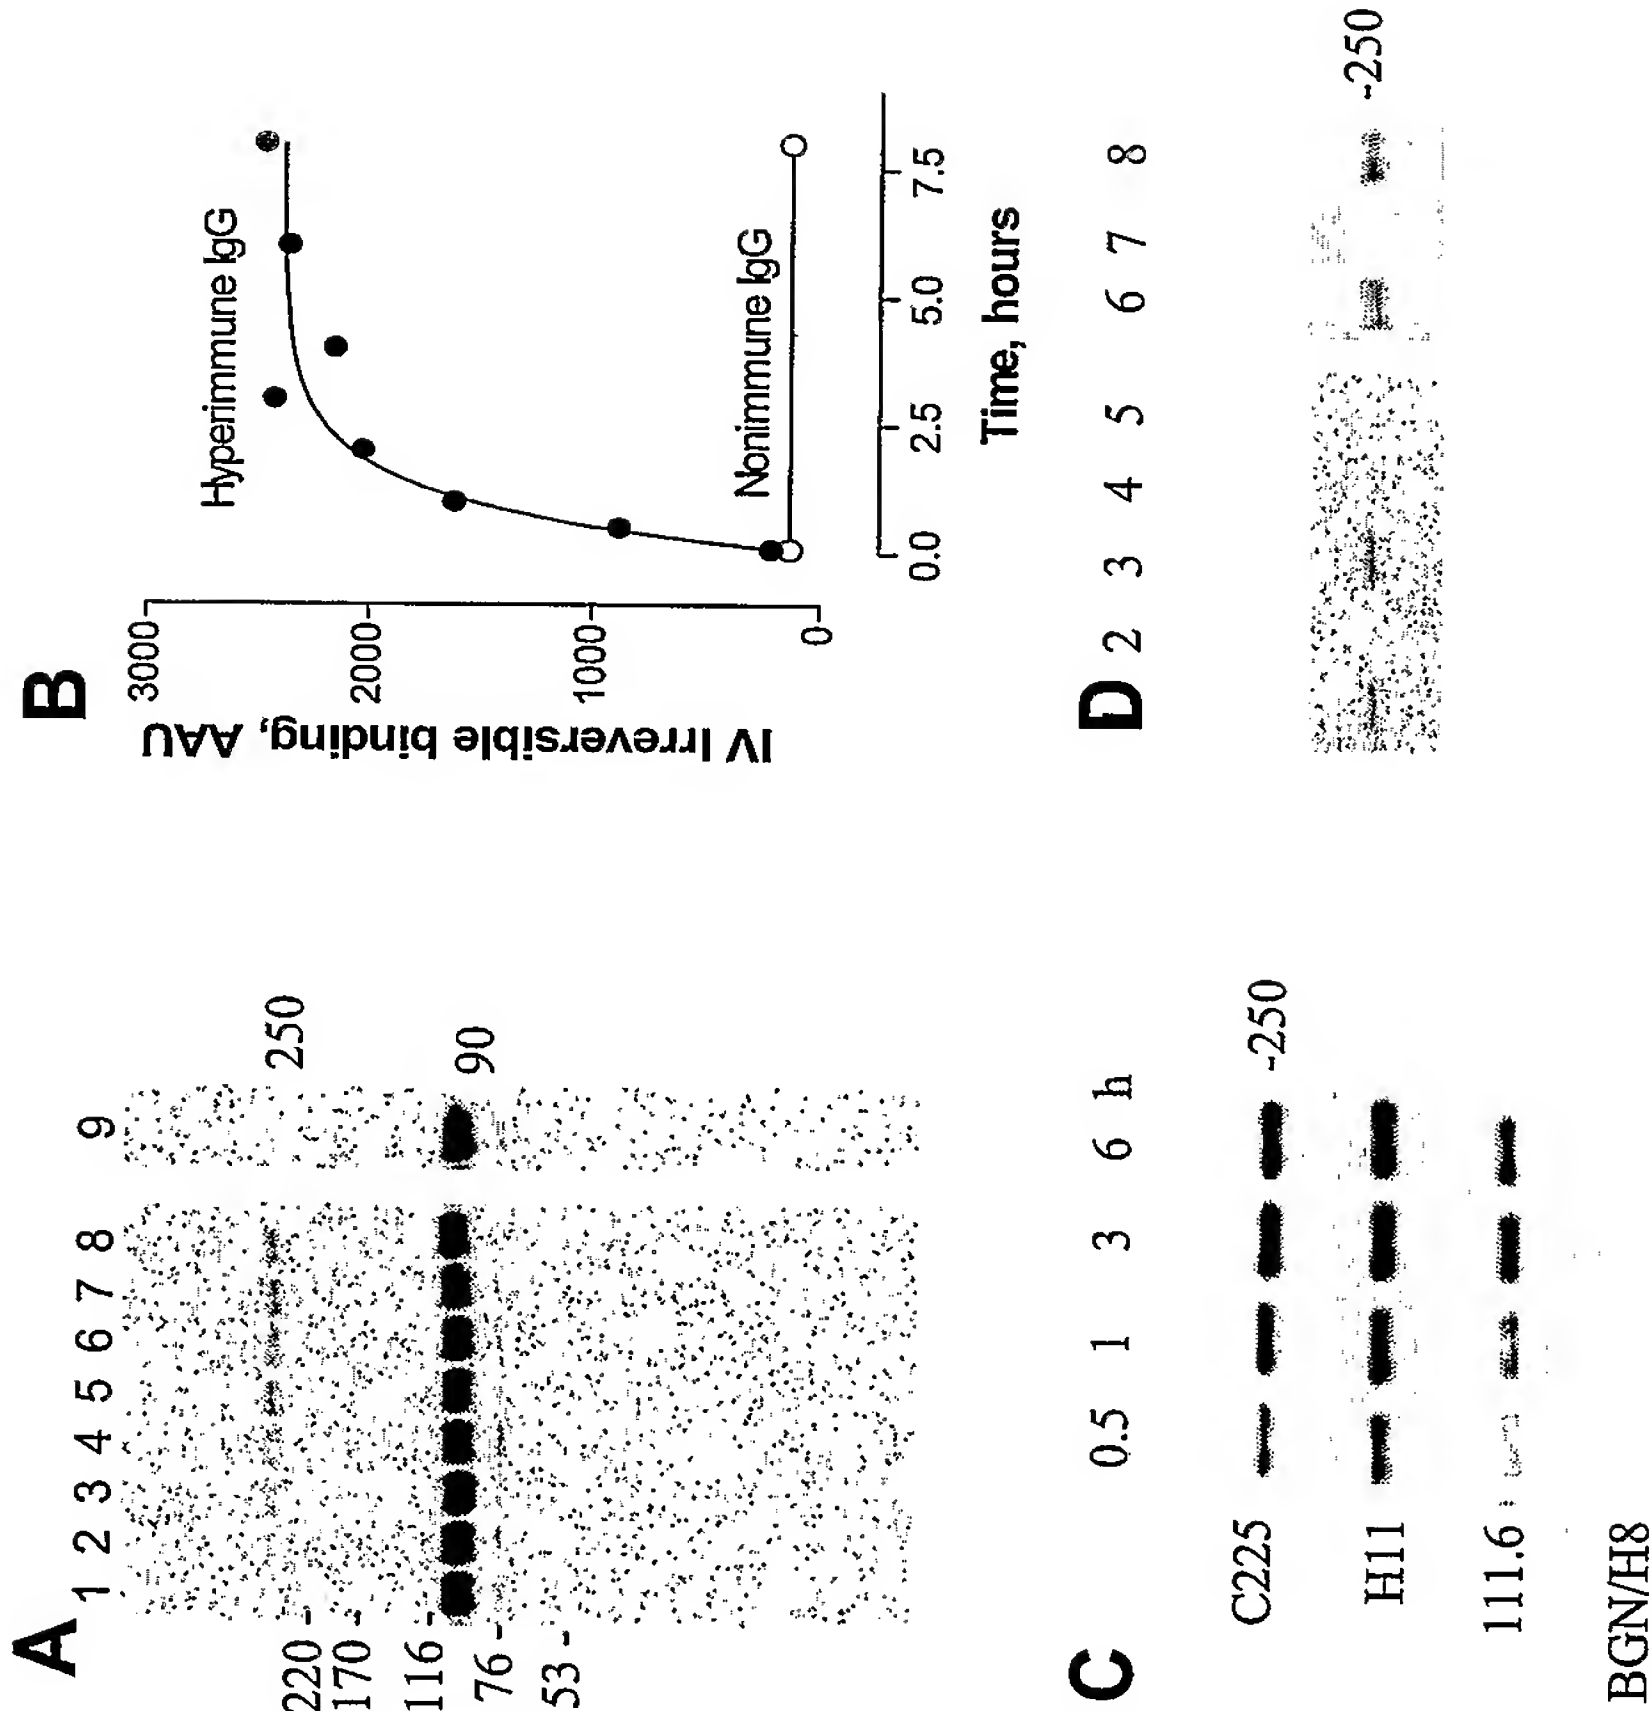 A
1 2 3 4 5 6 7 8 9
220
170
116
76
53
250
90
B
IV Irreversible binding, AAU
3000
2000
1000
0
Hyperimmune IgG
Nonimmune IgG
0.0 2.5 5.0 7.5
Time, hours
C
0.5 1 3 6 h
C225 -250
H11
111.6
BGN/H8
D
2 3 4 5 6 7 8
-250